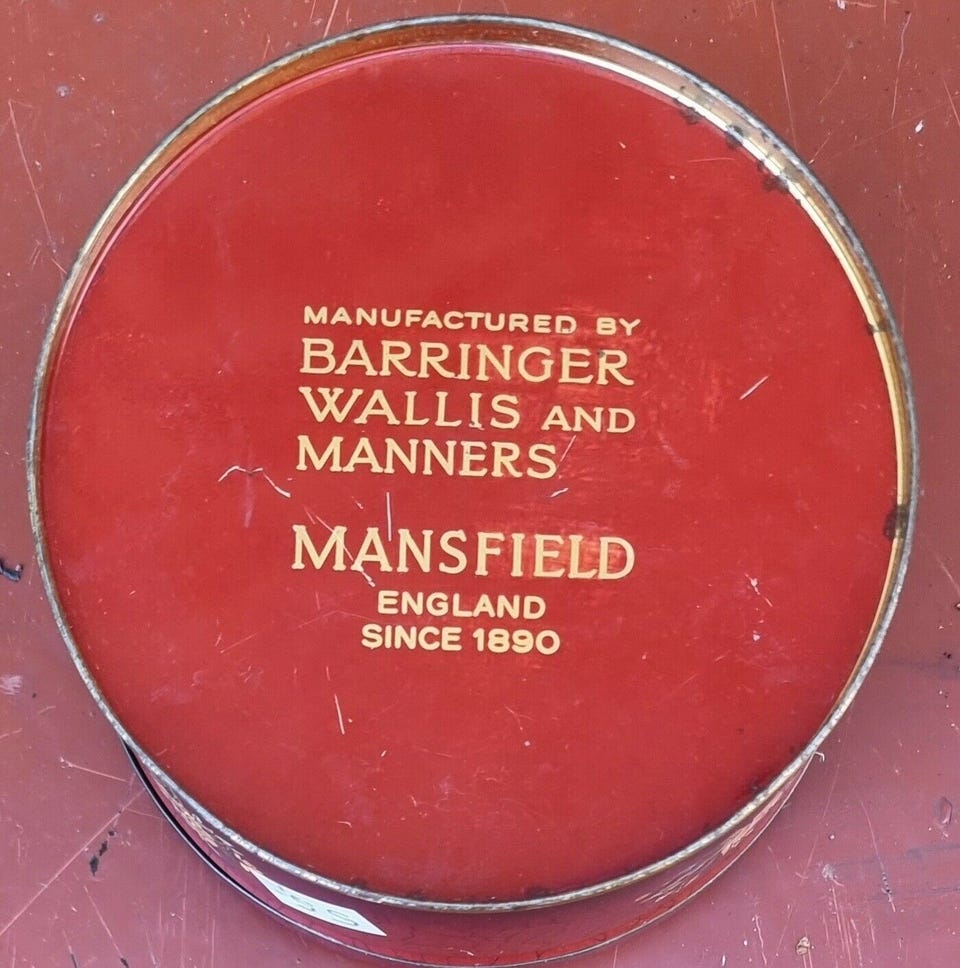 MANUFACTURED BY
BARRINGER
WALLIS AND
MANNERS
MANSFIELD
ENGLAND
SINCE 1890